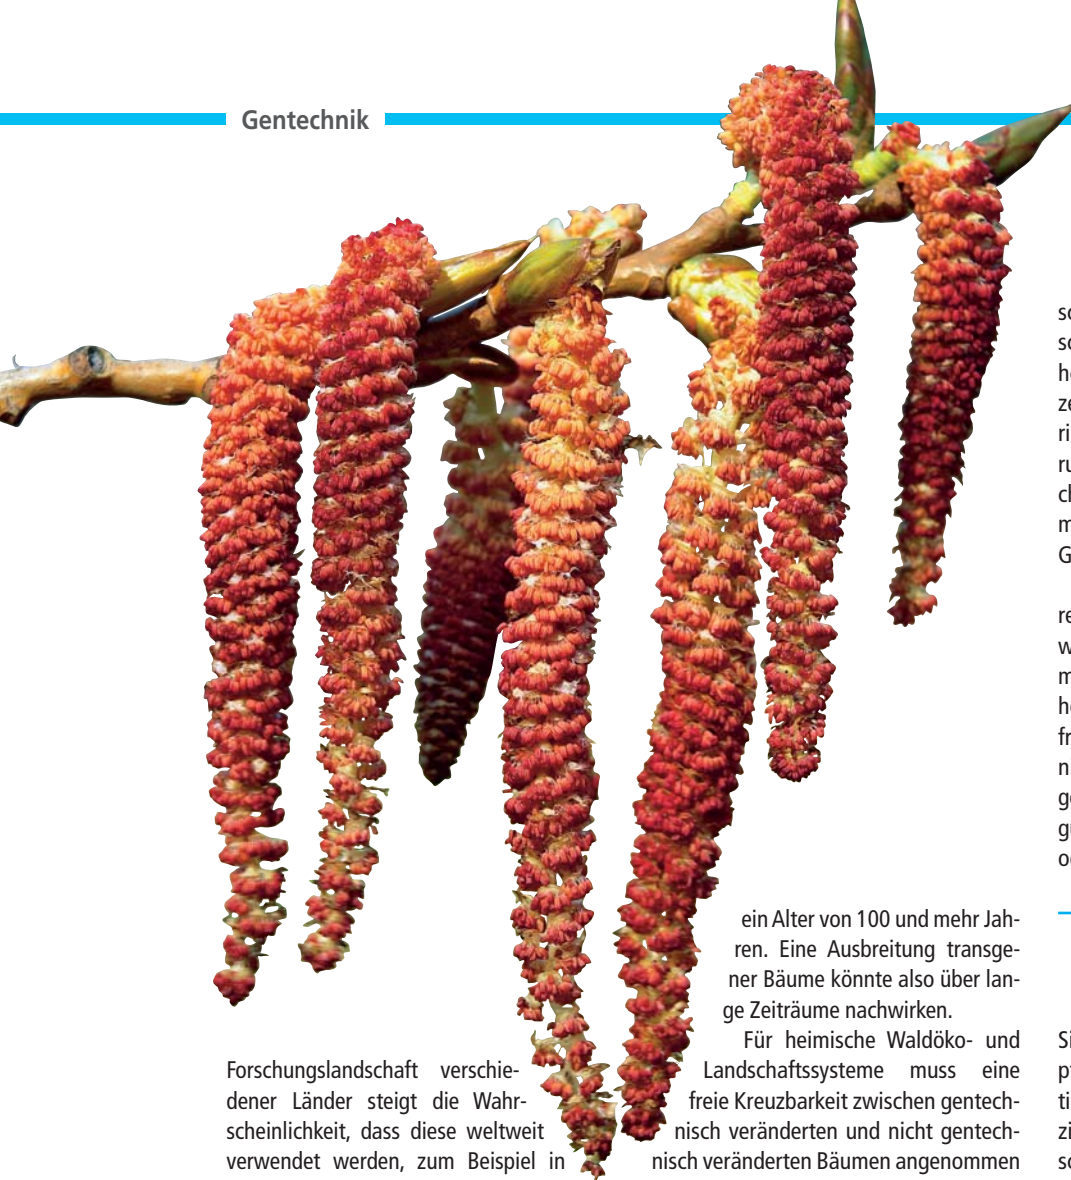 Gentechnik
Forschungslandschaft verschie-
dener Länder steigt die Wahr-
scheinlichkeit, dass diese weltweit
verwendet werden, zum Beispiel in
ein Alter von 100 und mehr Jah-
ren. Eine Ausbreitung transge-
ner Bäume könnte also über lan-
ge Zeiträume nachwirken.
Für heimische Waldöko- und
Landschaftssysteme muss eine
freie Kreuzbarkeit zwischen gentech-
nisch veränderten und nicht gentech-
nisch veränderten Bäumen angenommen